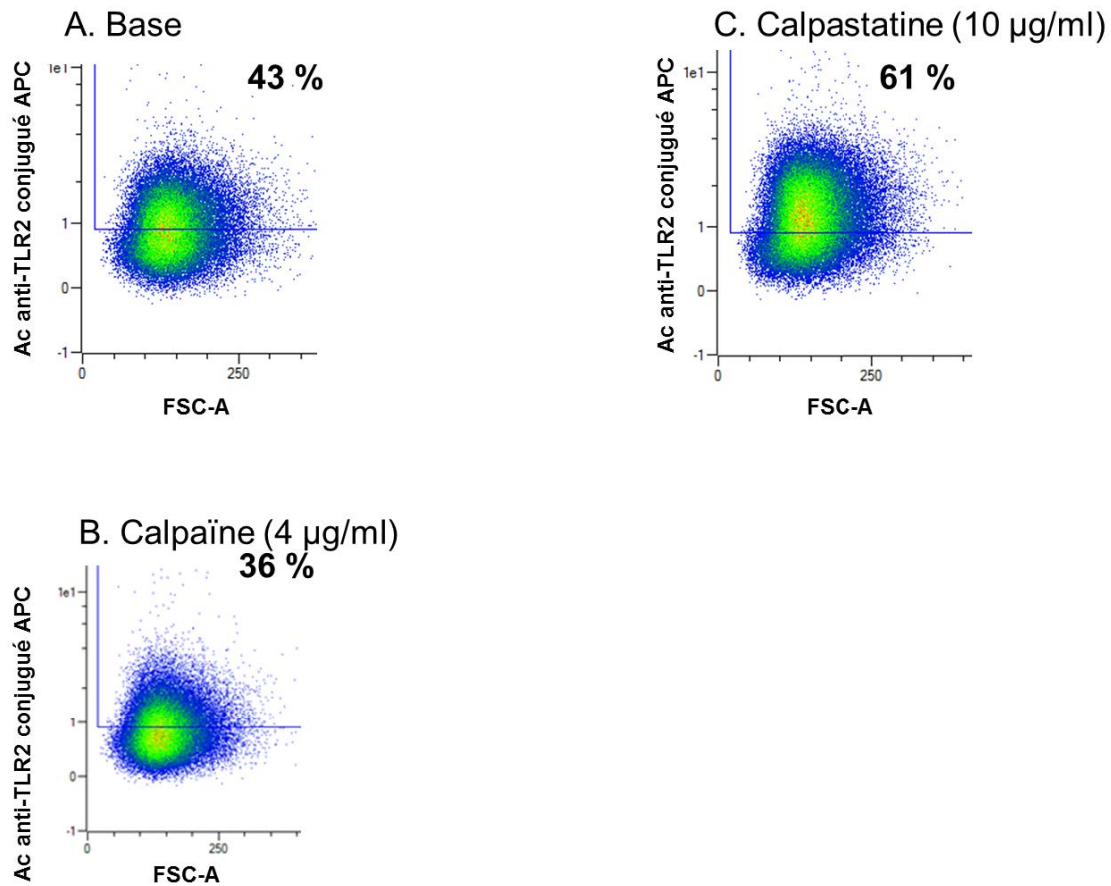 A. Base
43 %
Ac anti-TLR2 conjugué APC
1e1
1
0
-1
0
250
FSC-A
C. Calpastatine (10 µg/ml)
61 %
Ac anti-TLR2 conjugué APC
1e1
1
0
-1
0
250
FSC-A
B. Calpaïne (4 µg/ml)
36 %
Ac anti-TLR2 conjugué APC
1e1
1
0
-1
0
250
FSC-A